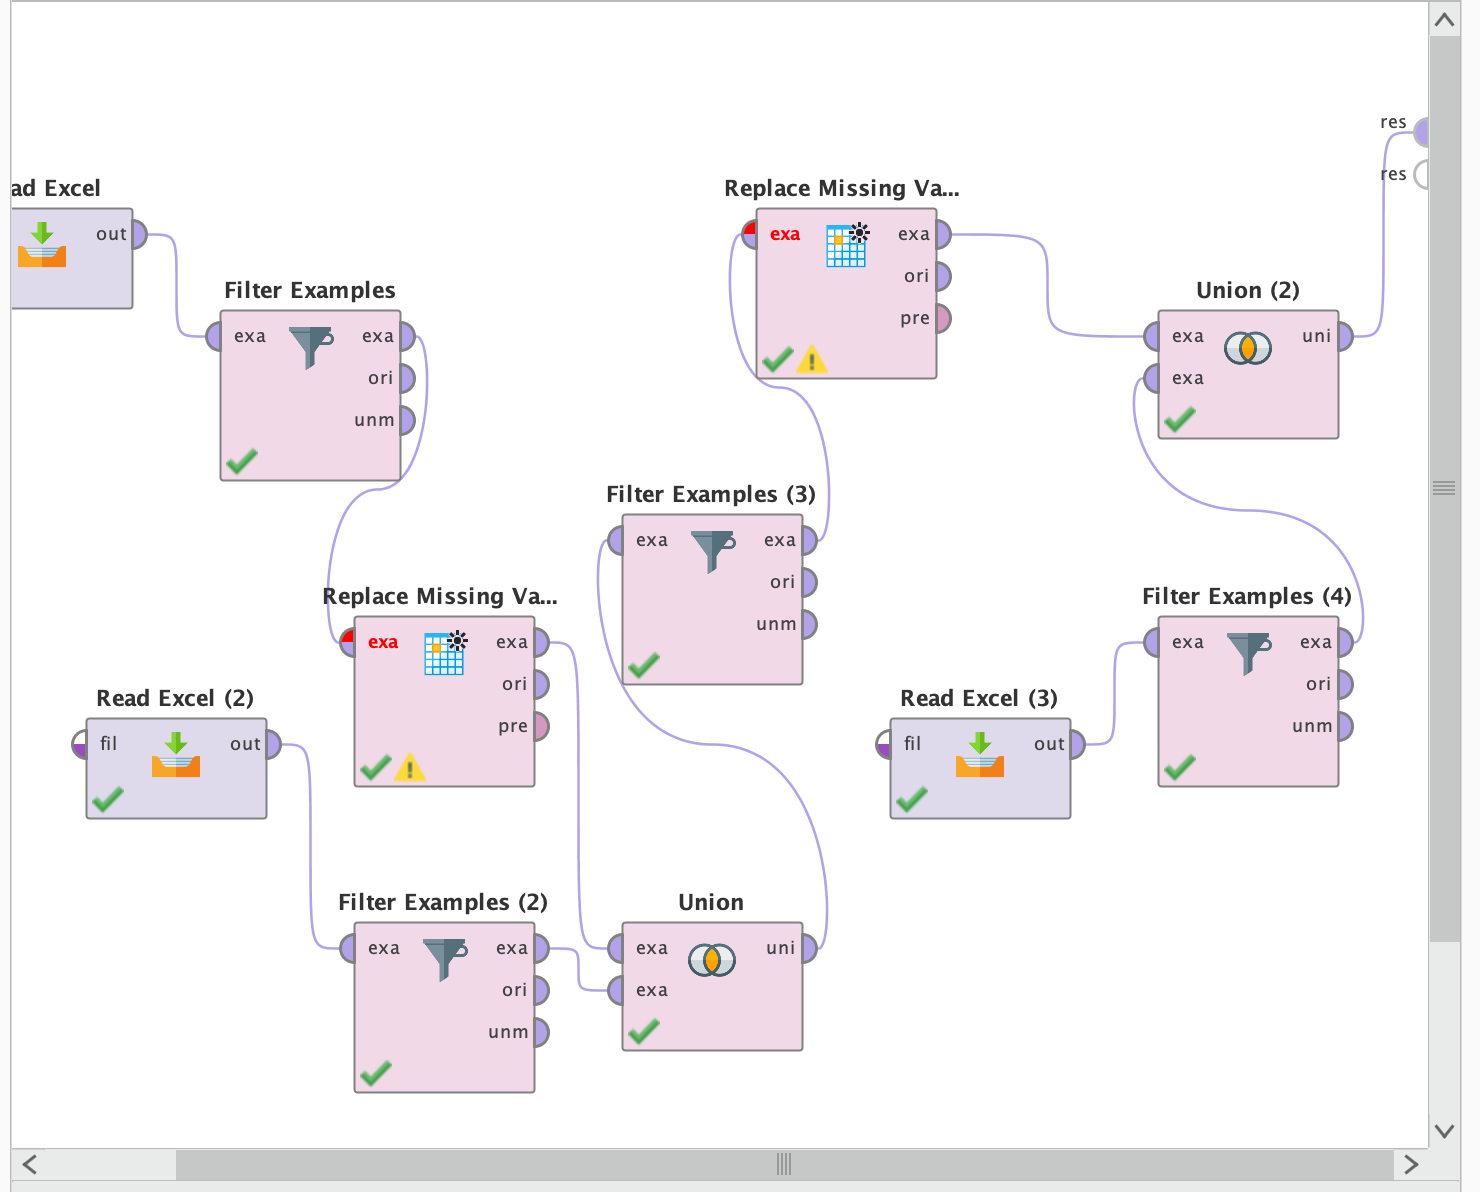 res
res
ad Excel
out
Replace Missing Va...
exa
exa
ori
pre
Filter Examples
exa
exa
ori
unm
Union (2)
exa
uni
exa
Filter Examples (3)
exa
exa
ori
unm
Replace Missing Va...
exa
exa
ori
pre
Filter Examples (4)
exa
exa
ori
unm
Read Excel (2)
fil
out
Read Excel (3)
fil
out
Filter Examples (2)
exa
exa
ori
unm
Union
exa
uni
exa